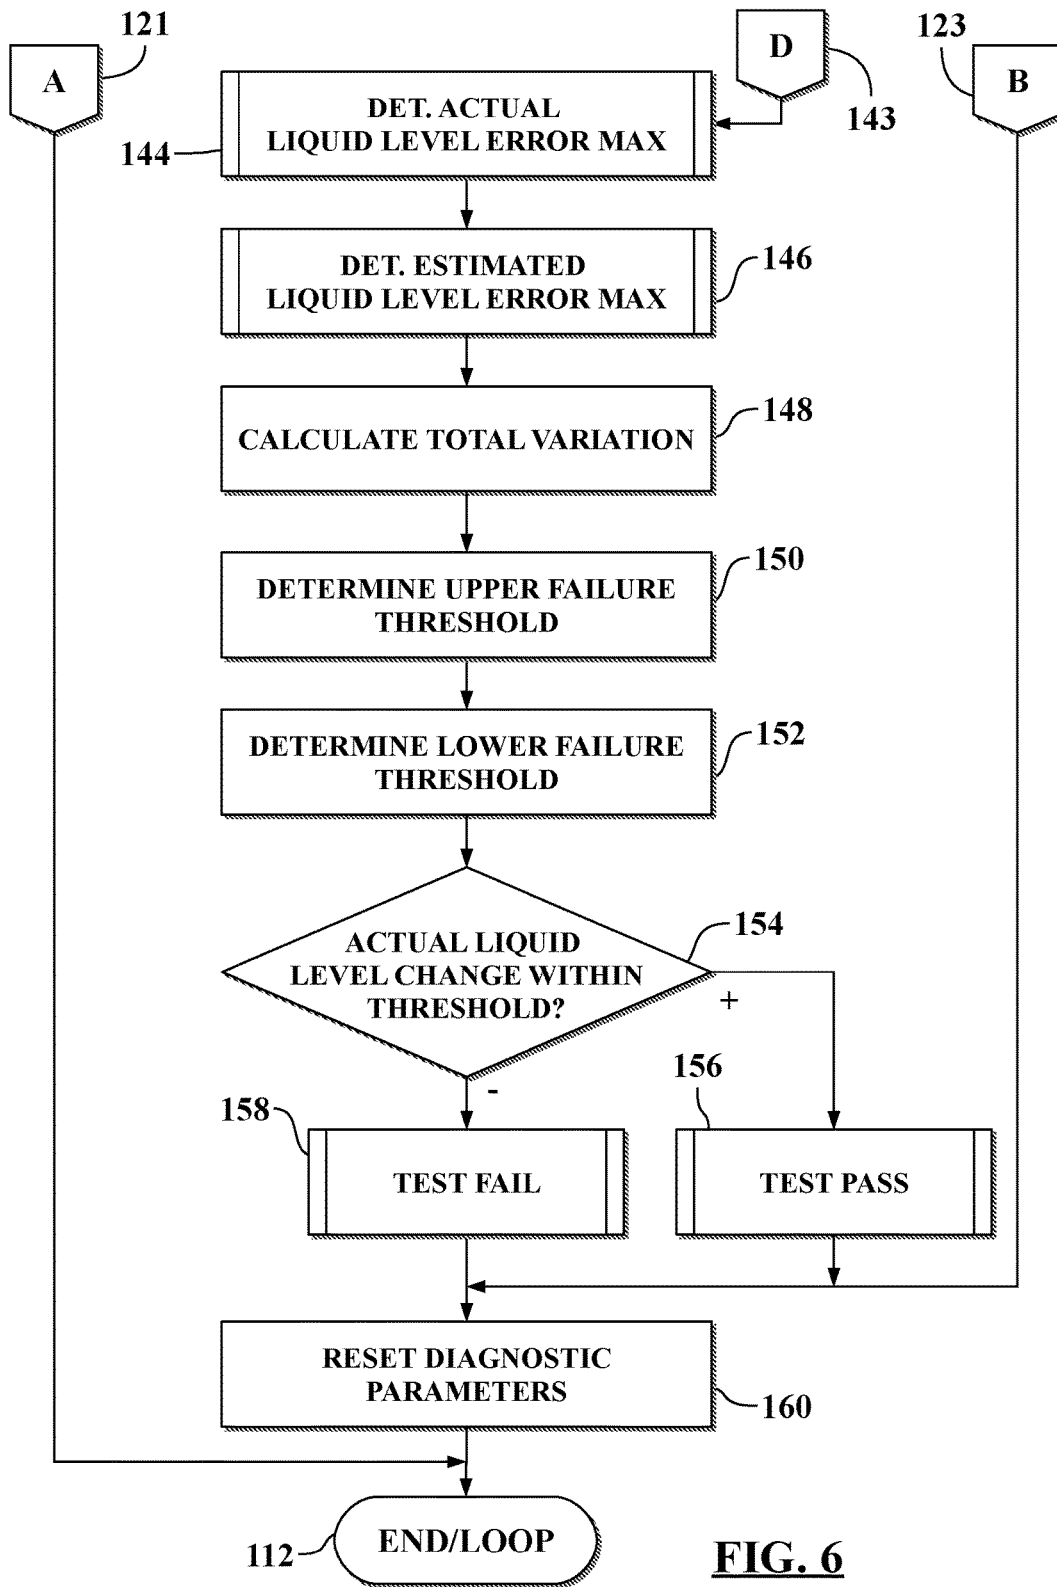 121
A
D
143
123
B
DET. ACTUAL
LIQUID LEVEL ERROR MAX
144
DET. ESTIMATED
LIQUID LEVEL ERROR MAX
146
CALCULATE TOTAL VARIATION
148
DETERMINE UPPER FAILURE
THRESHOLD
150
DETERMINE LOWER FAILURE
THRESHOLD
152
ACTUAL LIQUID
LEVEL CHANGE WITHIN
THRESHOLD?
154
+
-
158
TEST FAIL
156
TEST PASS
RESET DIAGNOSTIC
PARAMETERS
160
112
END/LOOP
FIG. 6